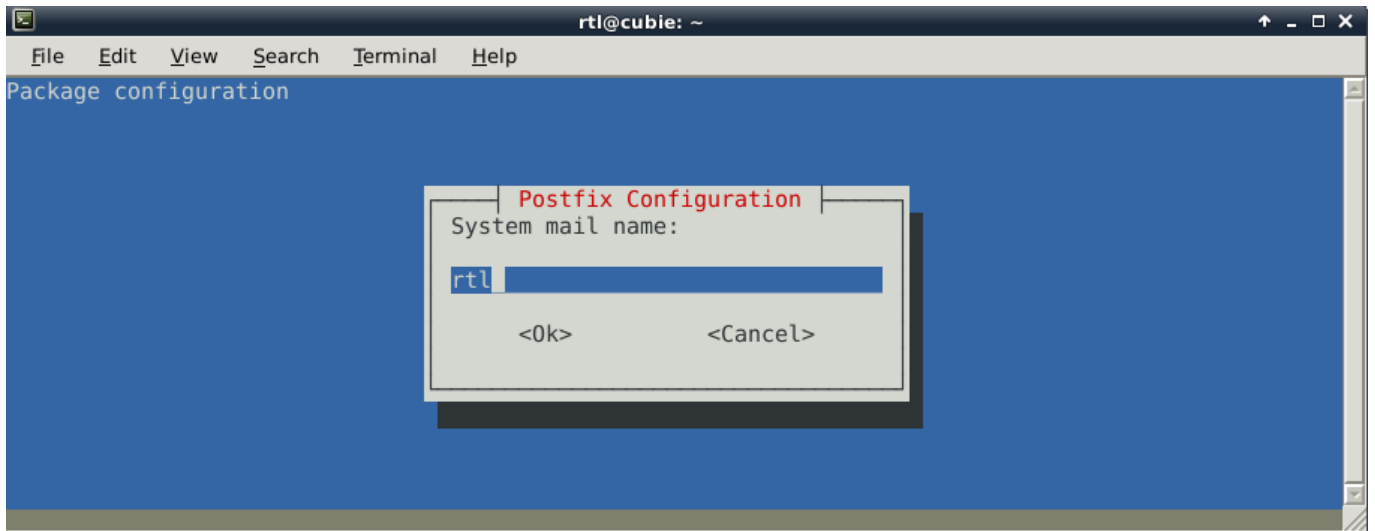 rtl@cubie: ~
File Edit View Search Terminal Help
Package configuration
Postfix Configuration
System mail name:
rtl
<Ok> <Cancel>